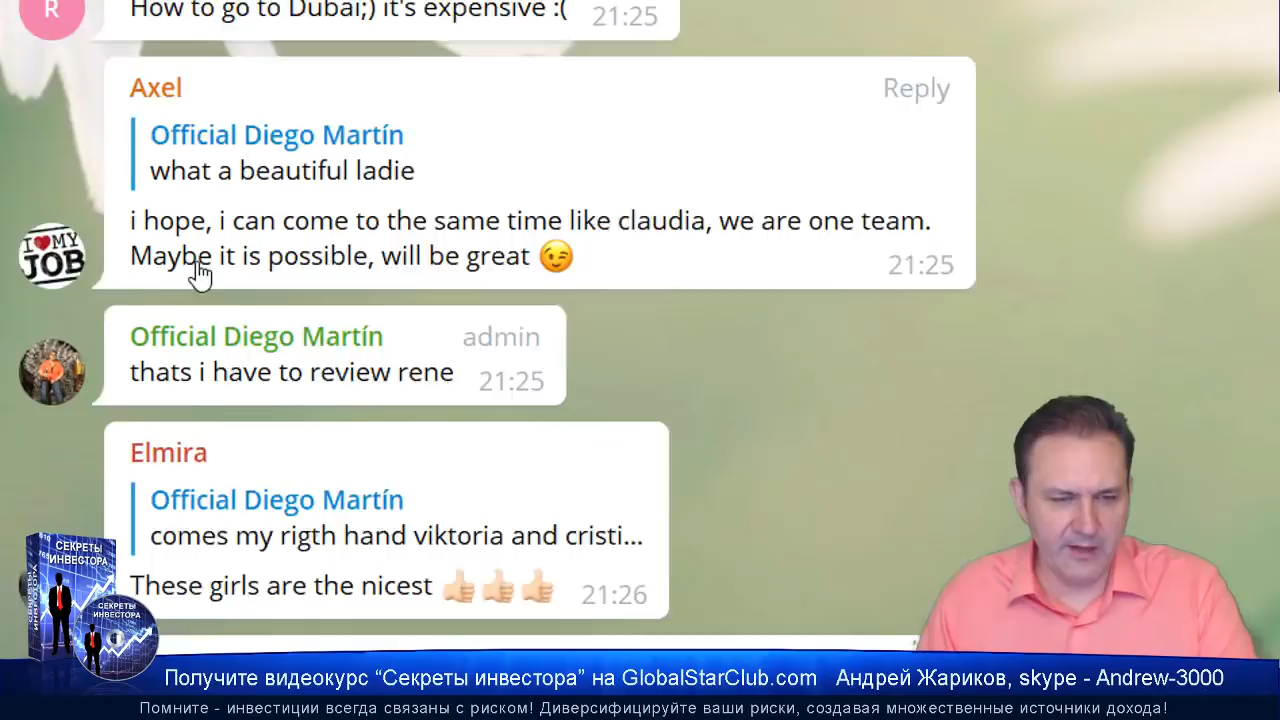 R
How to go to Dubai;) it's expensive :(
21:25
Axel
Reply
Official Diego Martín
what a beautiful ladie
i hope, i can come to the same time like claudia, we are one team.
Maybe it is possible, will be great
21:25
I MY
JOB
Official Diego Martín
admin
thats i have to review rene
21:25
Elmira
Official Diego Martín
comes my rigth hand viktoria and cristi...
These girls are the nicest
21:26
СЕКРЕТЫ
ИНВЕСТОРА
СЕКРЕТЫ
ИНВЕСТОРА
Получите видеокурс “Секреты инвестора” на GlobalStarClub.com
Андрей Жариков, skype - Andrew-3000
Помните - инвестиции всегда связаны с риском! Диверсифицируйте ваши риски, создавая множественные источники дохода!